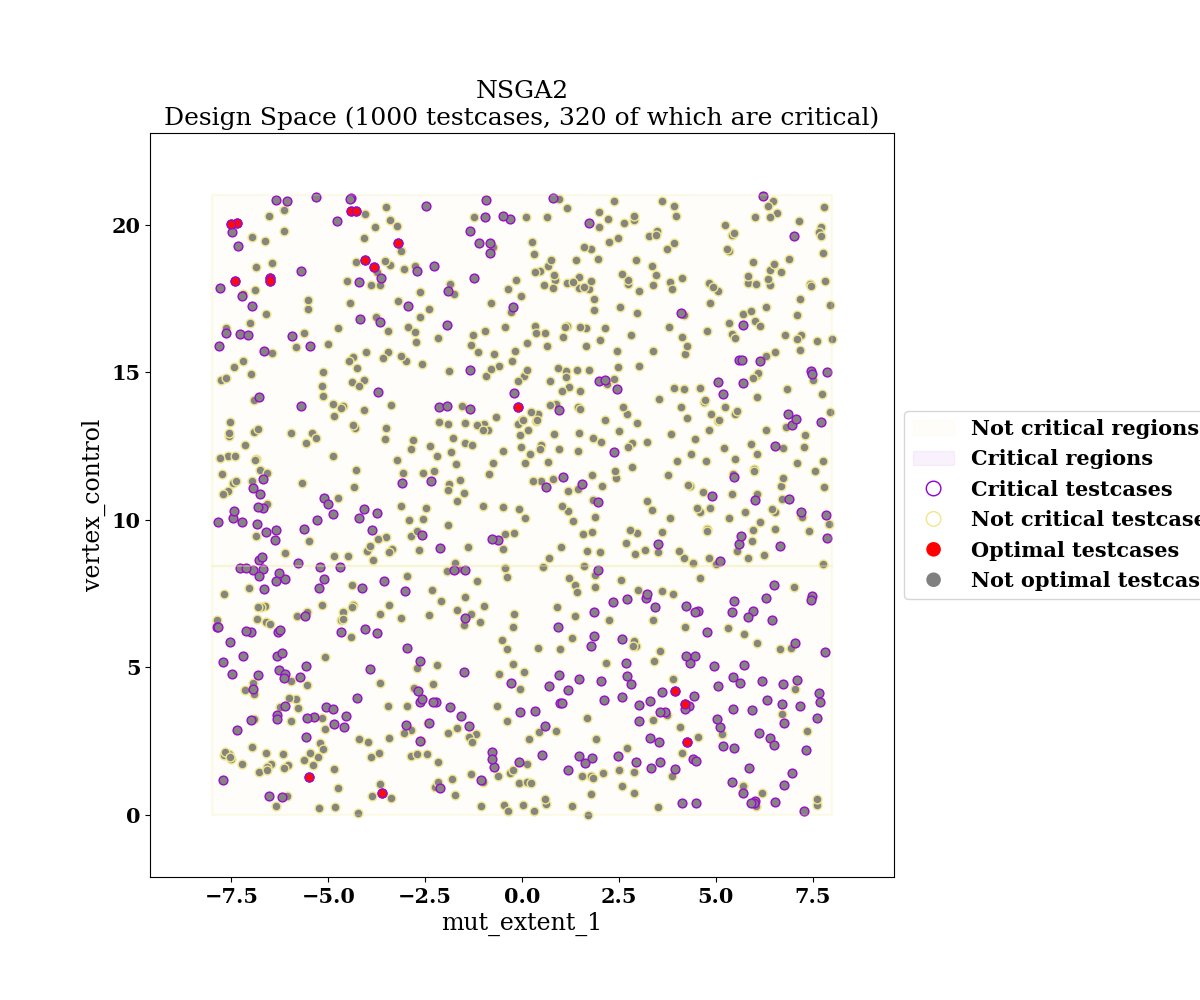 NSGA2
Design Space (1000 testcases, 320 of which are critical)
vertex_control
20
15
10
5
0
−7.5 −5.0 −2.5 0.0 2.5 5.0 7.5
mut_extent_1
Not critical regions
Critical regions
Critical testcases
Not critical testcase
Optimal testcases
Not optimal testcas